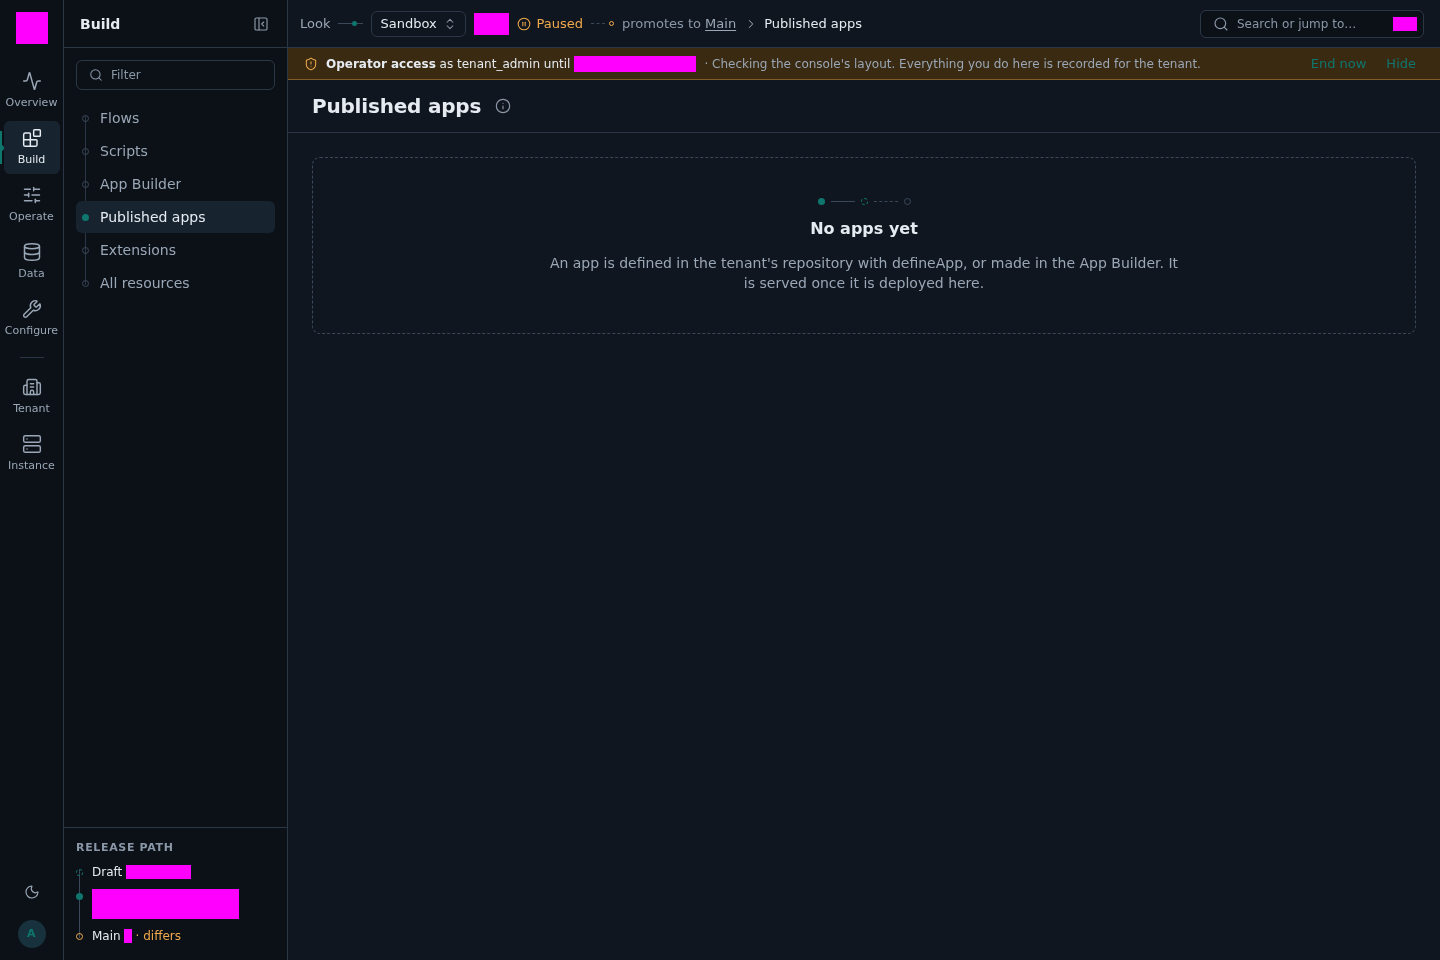 Build
Look
Sandbox
Paused
promotes to Main
Published apps
Search or jump to…
Operator access as tenant_admin until
· Checking the console's layout. Everything you do here is recorded for the tenant.
End now
Hide
Overview
Build
Operate
Data
Configure
Tenant
Instance
A
Filter
Flows
Scripts
App Builder
Published apps
Extensions
All resources
RELEASE PATH
Draft
Main · differs
Published apps
No apps yet
An app is defined in the tenant's repository with defineApp, or made in the App Builder. It
is served once it is deployed here.